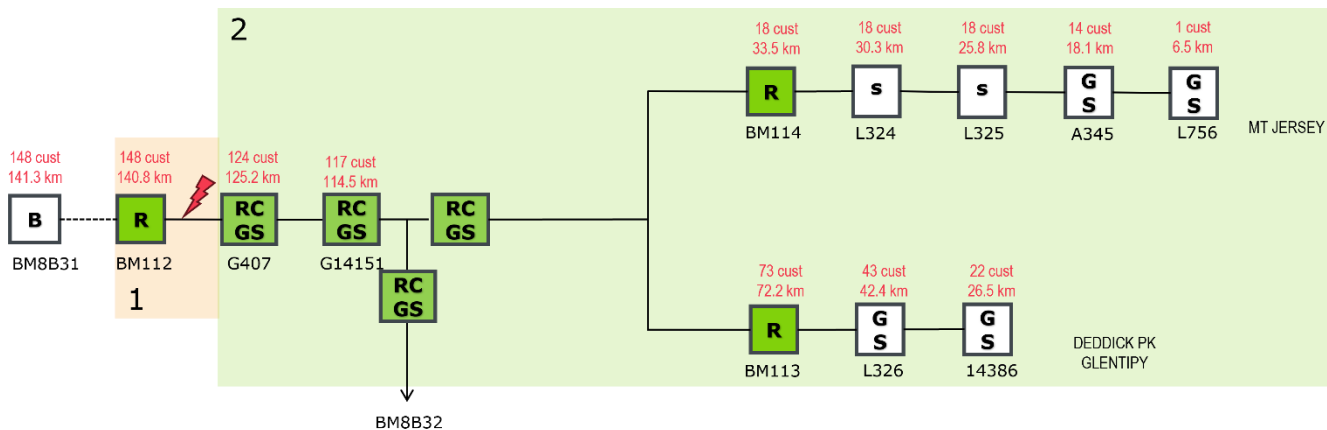 2
18 cust
33.5 km
R
BM114
18 cust
30.3 km
s
L324
18 cust
25.8 km
s
L325
14 cust
18.1 km
G
S
A345
1 cust
6.5 km
G
S
L756
MT JERSEY
148 cust
141.3 km
B
BM8B31
148 cust
140.8 km
R
BM112
1
124 cust
125.2 km
RC
GS
G407
117 cust
114.5 km
RC
GS
G14151
RC
GS
RC
GS
BM8B32
73 cust
72.2 km
R
BM113
43 cust
42.4 km
G
S
L326
22 cust
26.5 km
G
S
14386
DEDDICK PK
GLENTIPY